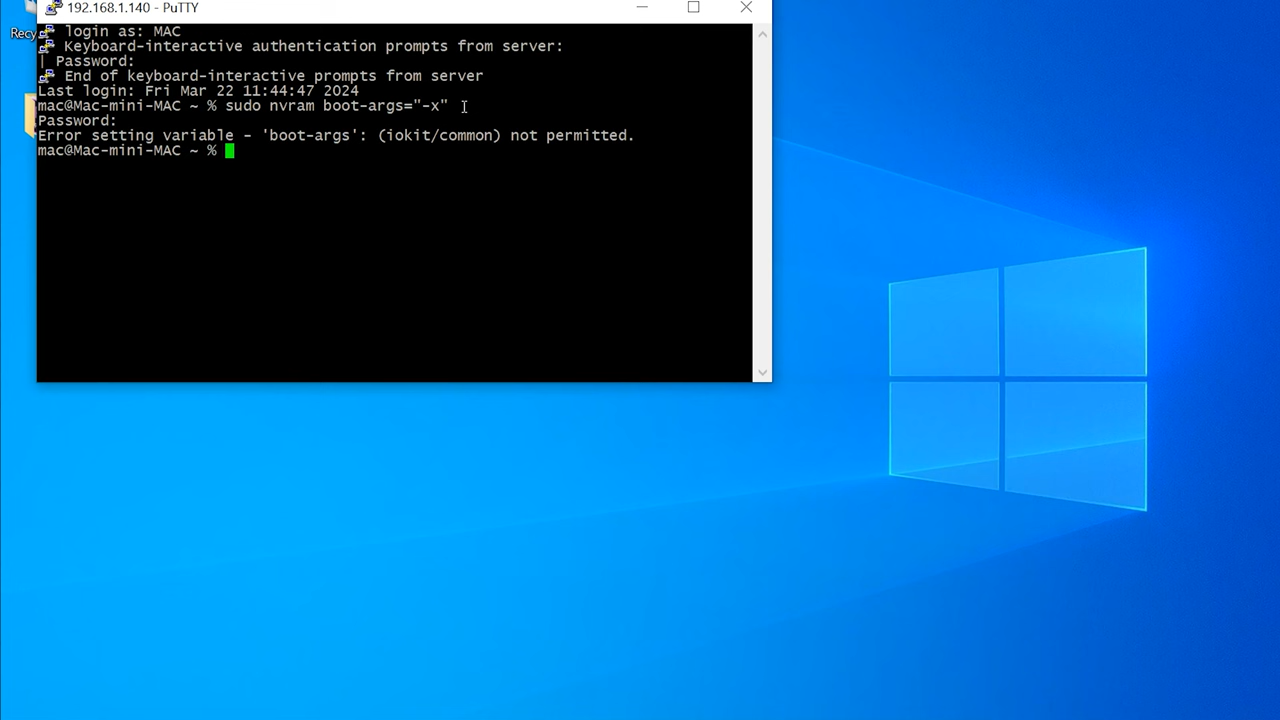 192.168.1.140 - PuTTY
Recy
login as: MAC
Keyboard-interactive authentication prompts from server:
| Password:
End of keyboard-interactive prompts from server
Last login: Fri Mar 22 11:44:47 2024
mac@Mac-mini-MAC ~ % sudo nvram boot-args="-x"
Password:
Error setting variable - 'boot-args': (iokit/common) not permitted.
mac@Mac-mini-MAC ~ %